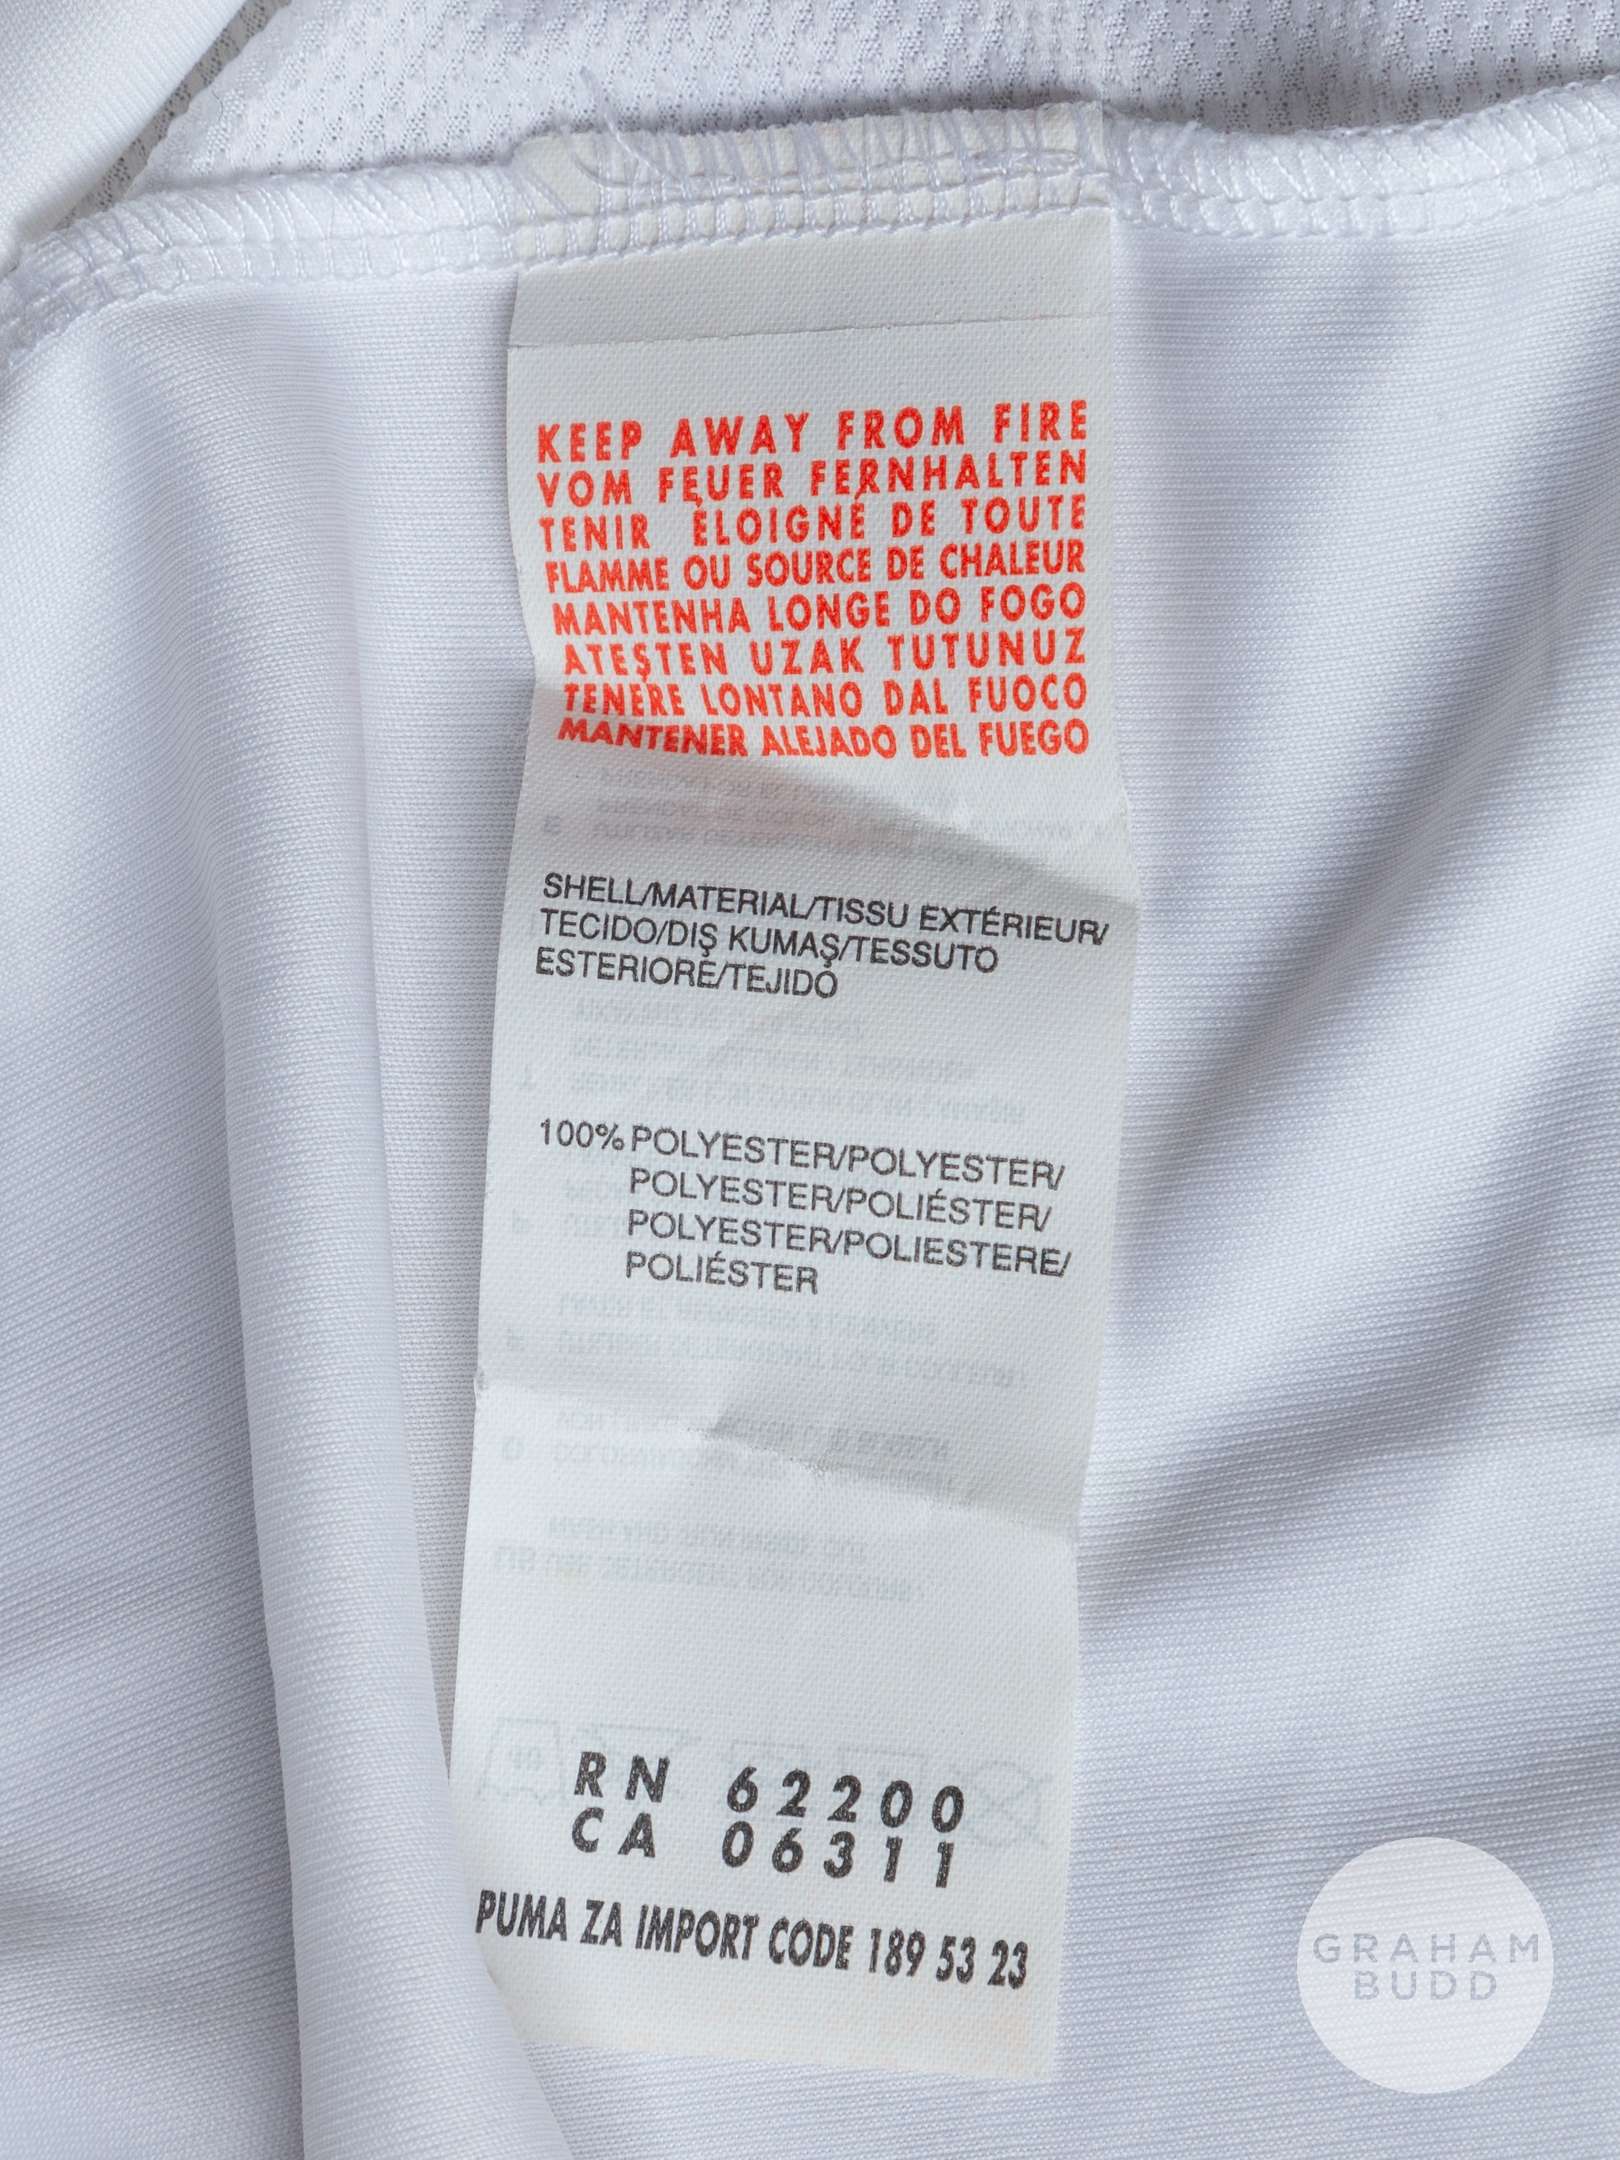 KEEP AWAY FROM FIRE
VOM FEUER FERNHALTEN
TENIR ÉLOIGNÉ DE TOUTE
FLAMME OU SOURCE DE CHALEUR
MANTENHA LONGE DO FOGO
ATEŞTEN UZAK TUTUNUZ
TENERE LONTANO DAL FUOCO
MANTENER ALEJADO DEL FUEGO
SHELL/MATERIAL/TISSU EXTÉRIEUR/
TECIDO/DIŞ KUMAŞ/TESSUTO
ESTERIORE/TEJIDO
100% POLYESTER/POLYESTER/
POLYESTER/POLIÉSTER/
POLYESTER/POLIESTERE/
POLIÉSTER
RN 62200
CA 06311
PUMA ZA IMPORT CODE 189 53 23
GRAHAM
BUDD